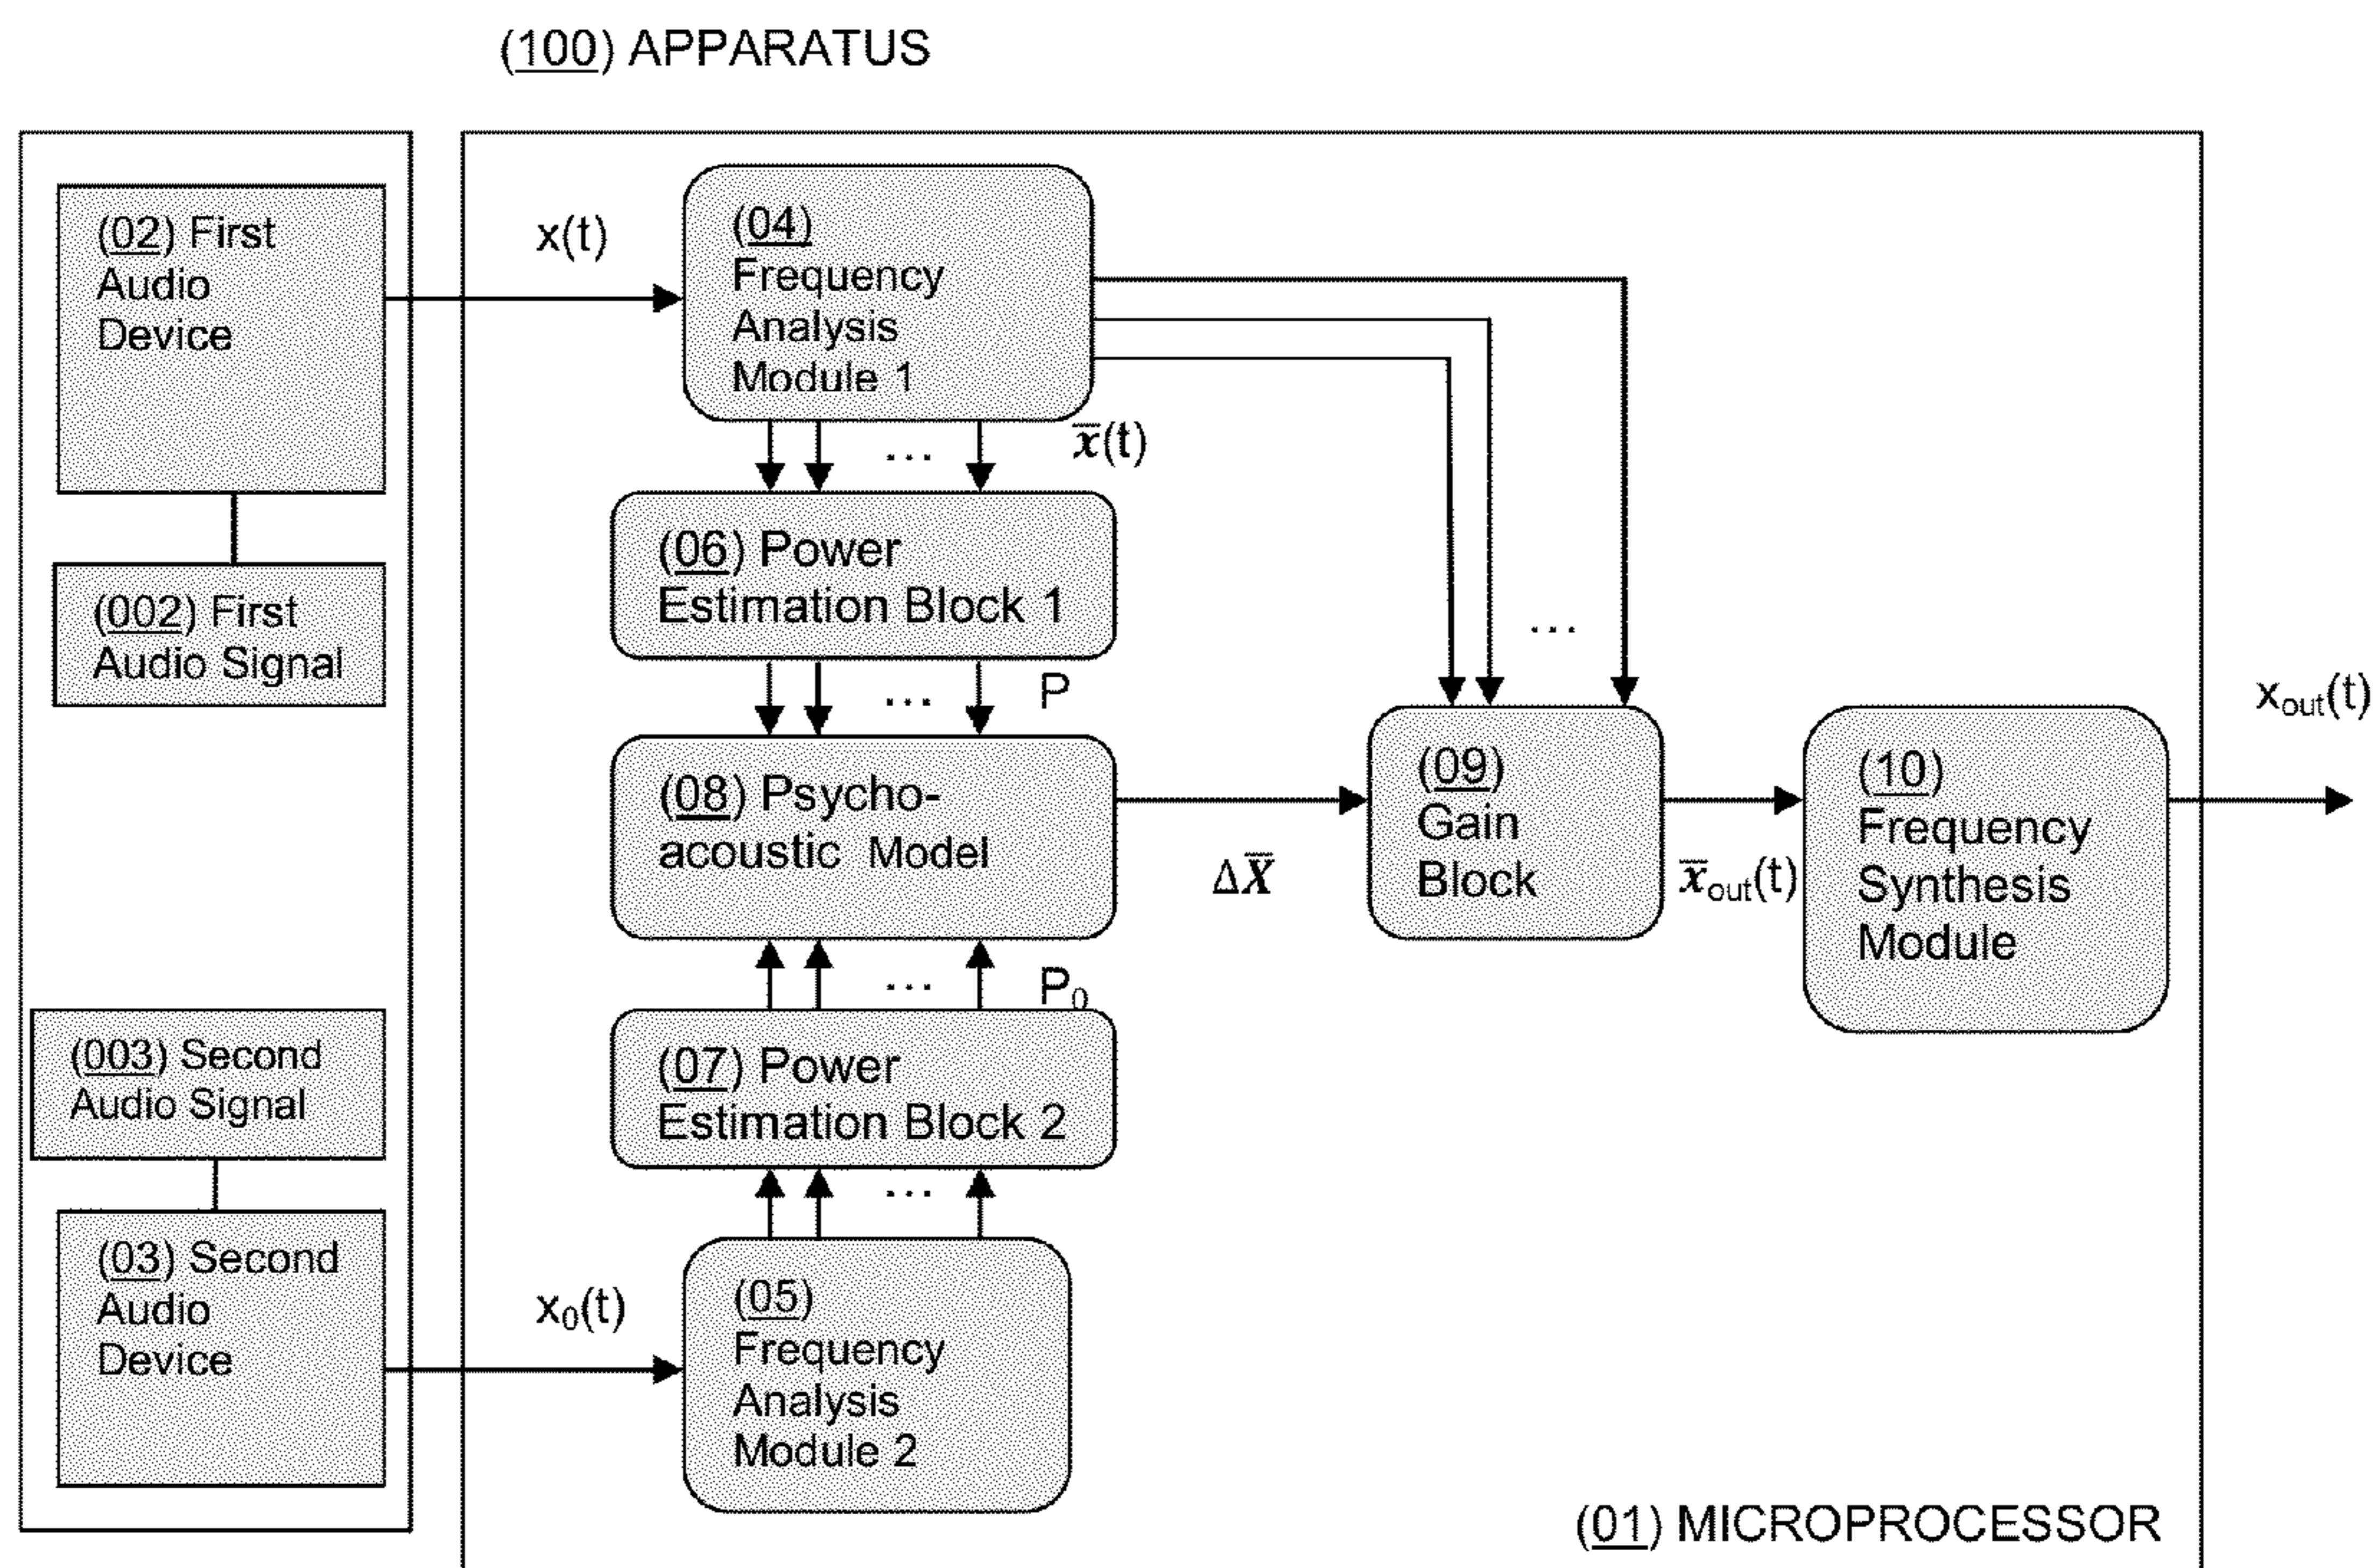 (100) APPARATUS
(02) First
Audio
Device
(002) First
Audio Signal
(003) Second
Audio Signal
(03) Second
Audio
Device
x(t)
x₀(t)
(04)
Frequency
Analysis
Module 1
...
x̅(t)
(06) Power
Estimation Block 1
...
P
(08) Psycho-
acoustic Model
...
P₀
(07) Power
Estimation Block 2
...
(05)
Frequency
Analysis
Module 2
...
ΔX̅
(09)
Gain
Block
x̅out(t)
(10)
Frequency
Synthesis
Module
xout(t)
(01) MICROPROCESSOR